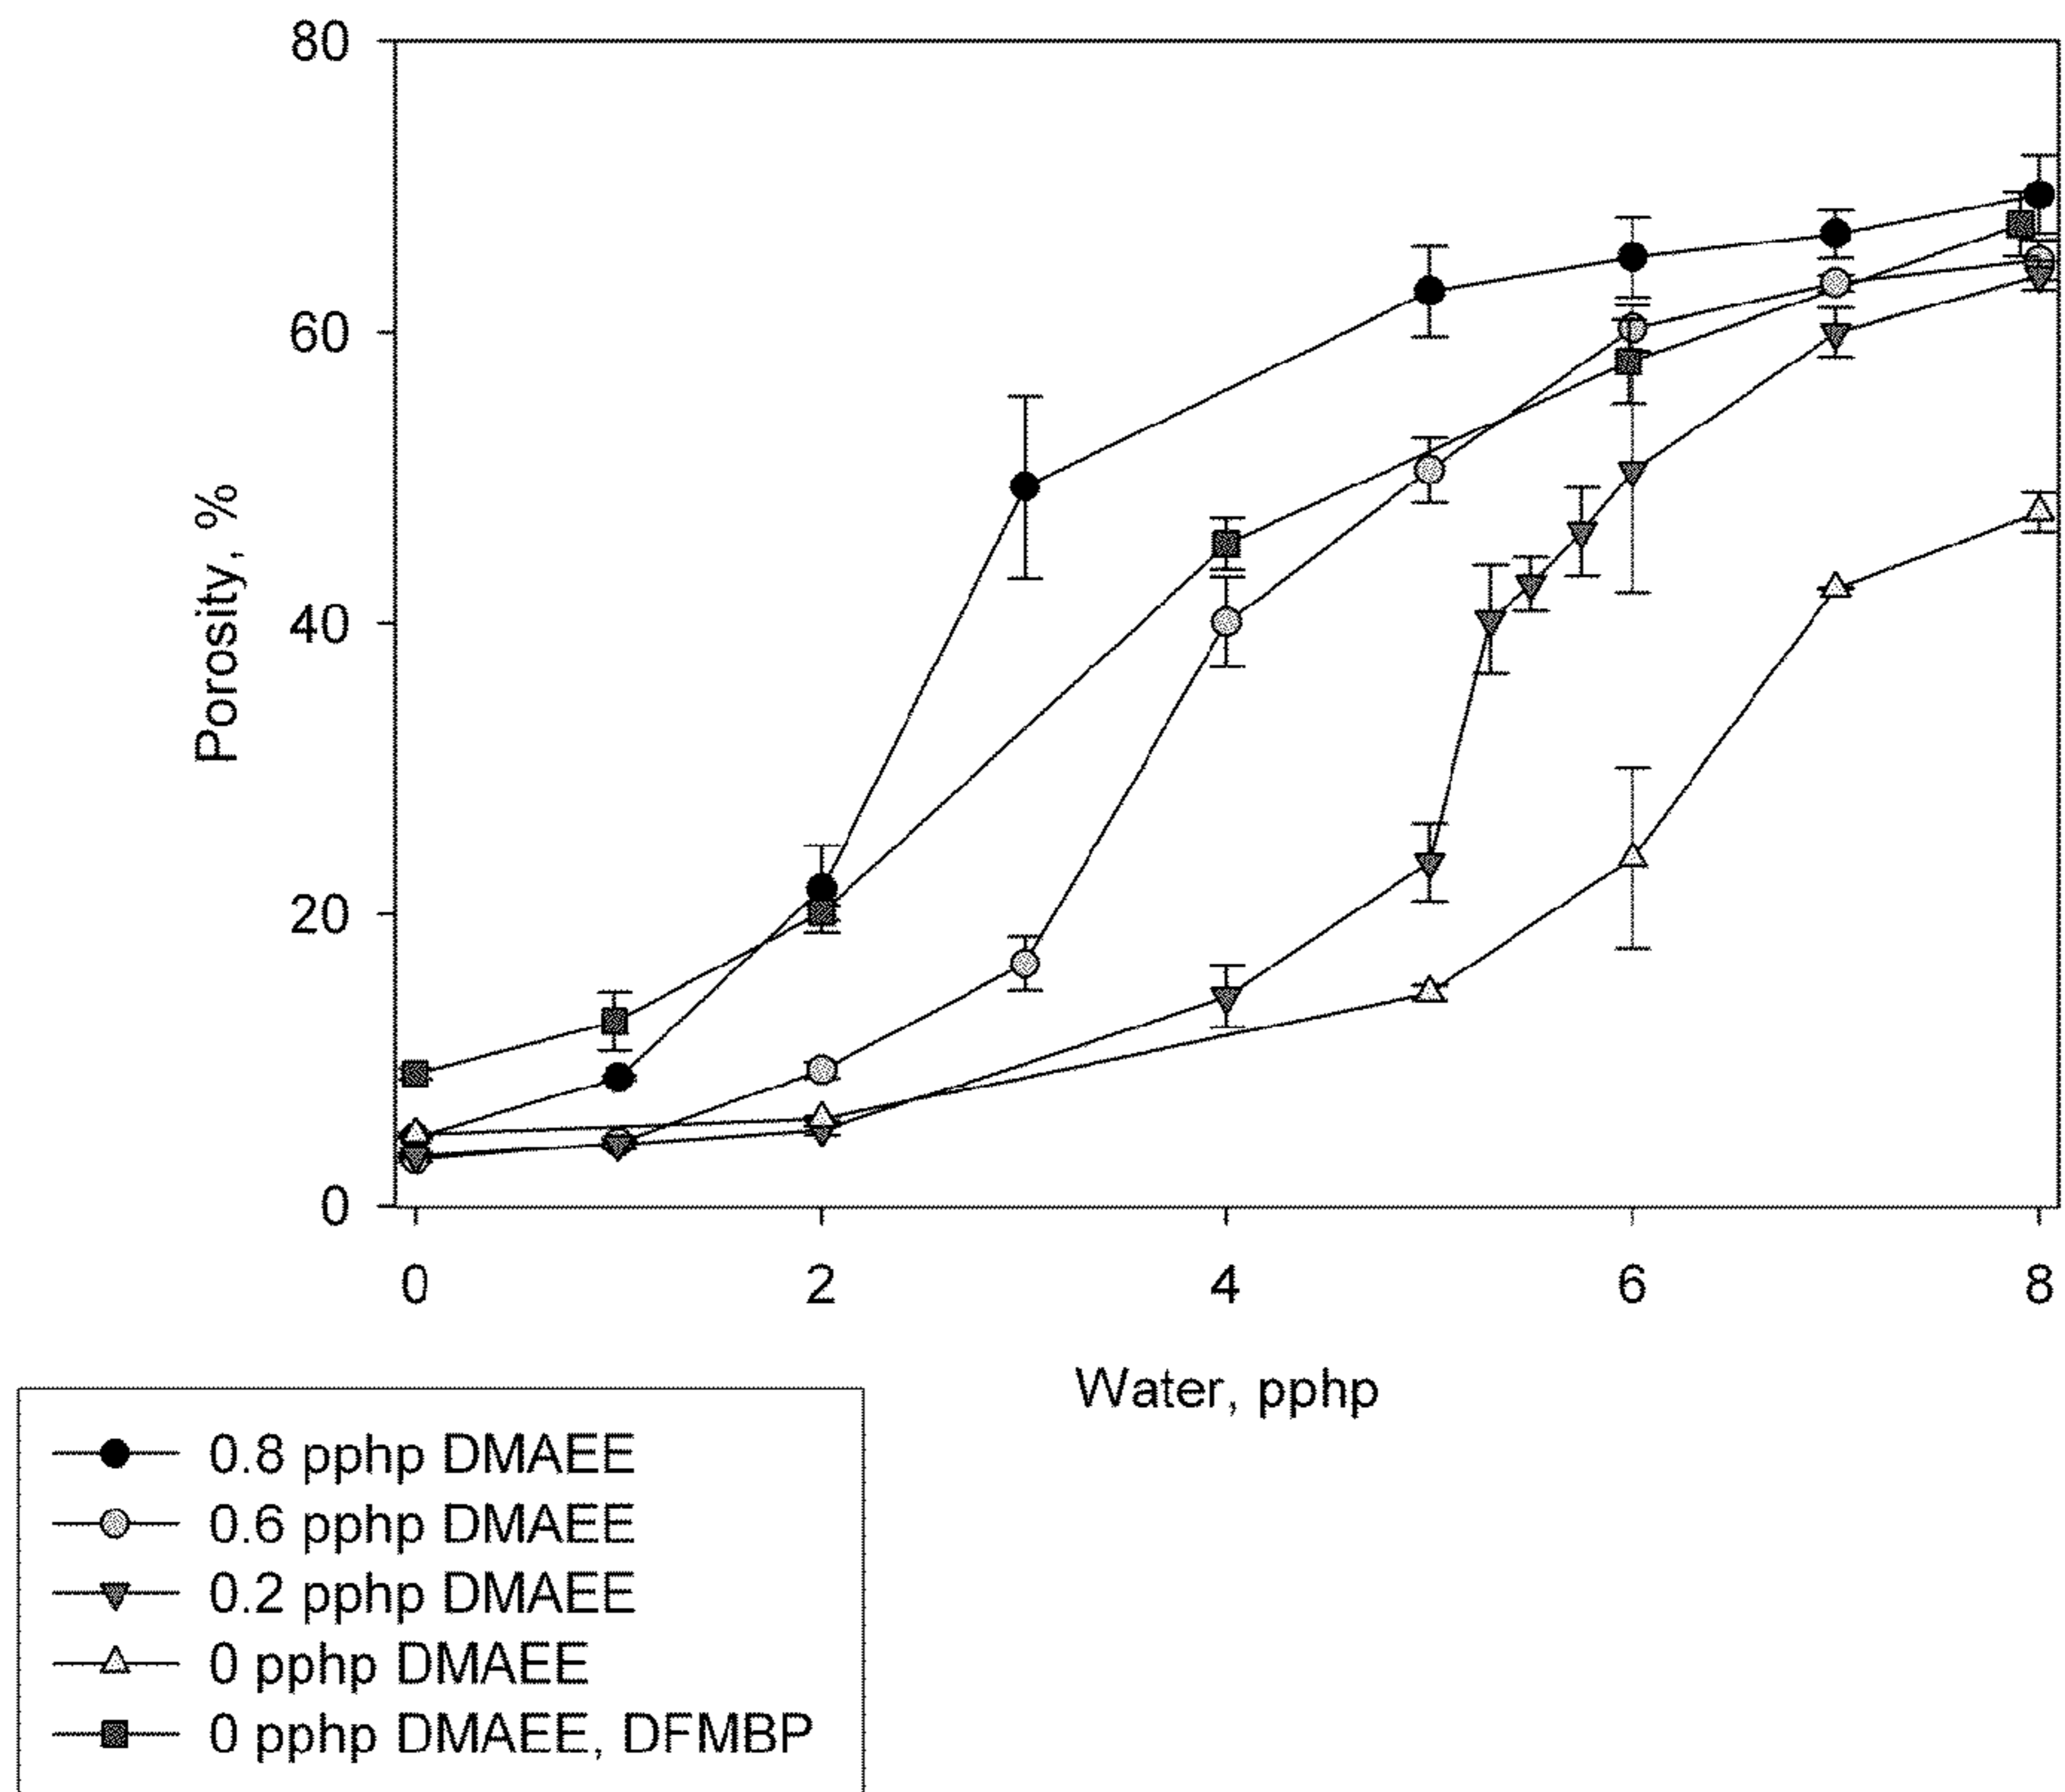 80
60
40
20
0
Porosity, %
0 2 4 6 8
Water, pphp
0.8 pphp DMAEE
0.6 pphp DMAEE
0.2 pphp DMAEE
0 pphp DMAEE
0 pphp DMAEE, DFMBP